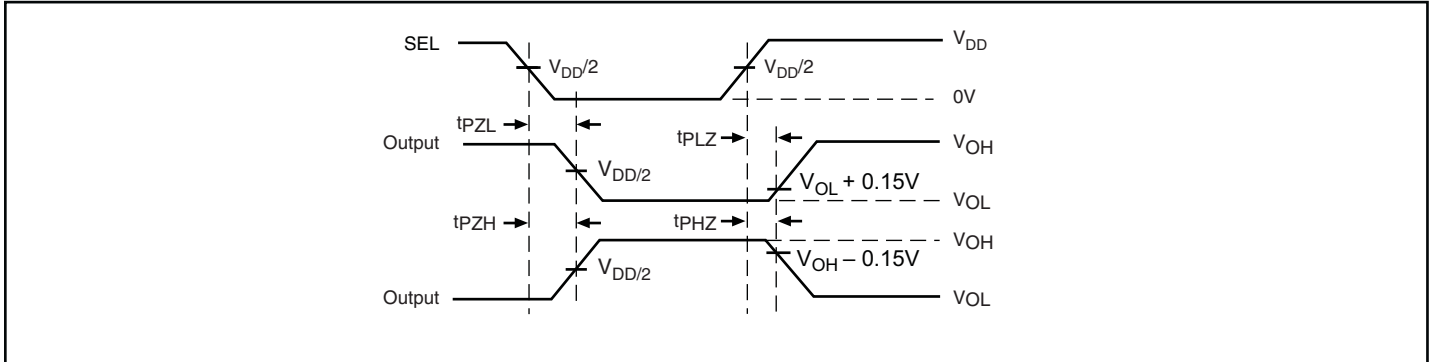 SEL
VDD/2
VDD/2
VDD
0V
tPZL
tPLZ
Output
VOH
VDD/2
VOL + 0.15V
VOL
tPZH
tPHZ
VOH
VOH – 0.15V
VDD/2
Output
VOL